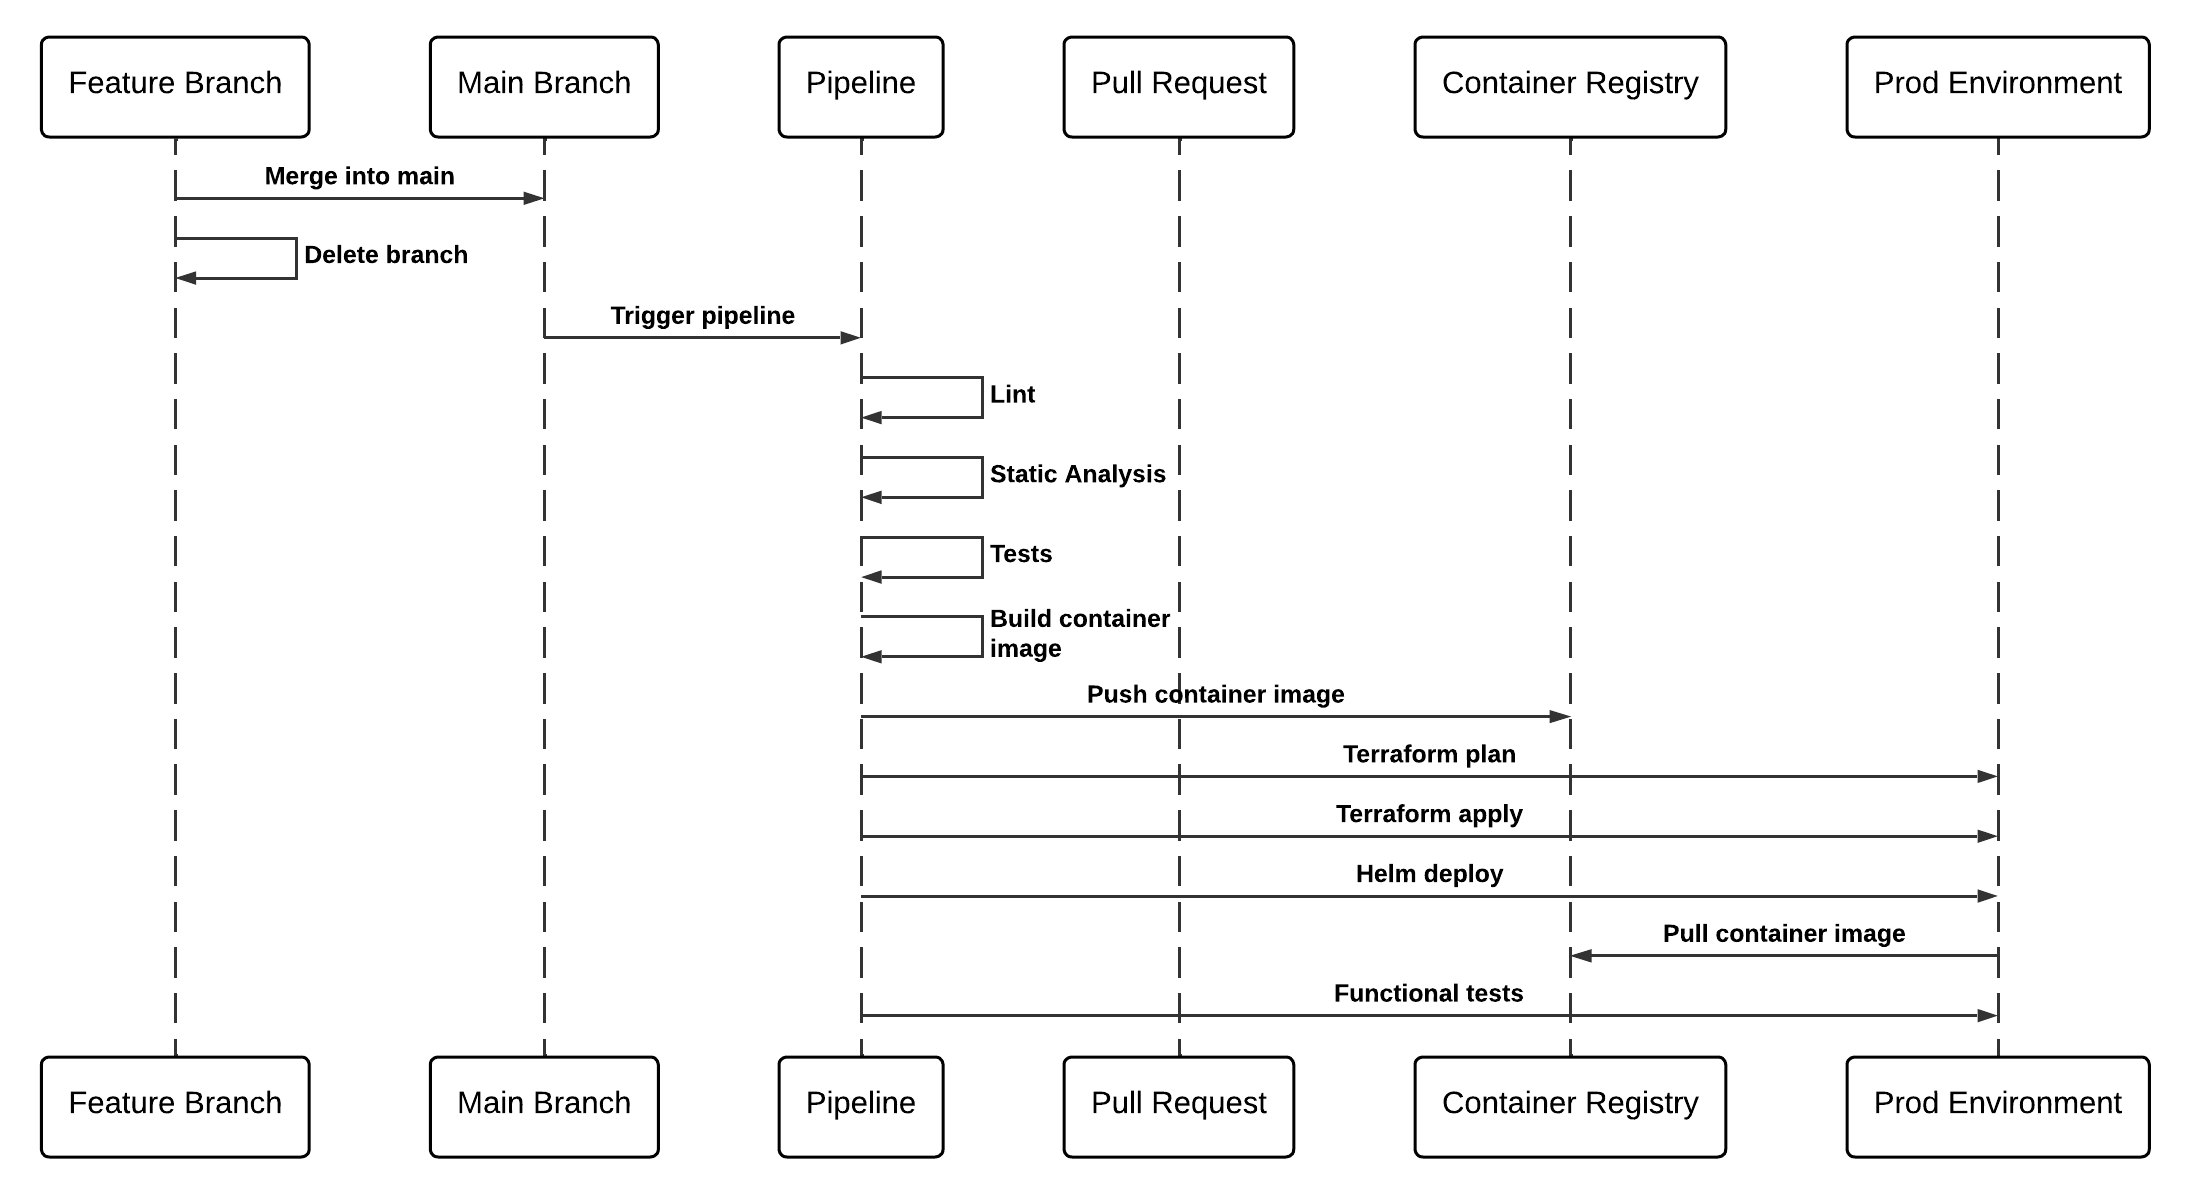 Feature Branch
Main Branch
Pipeline
Pull Request
Container Registry
Prod Environment
Merge into main
Delete branch
Trigger pipeline
Lint
Static Analysis
Tests
Build container
image
Push container image
Terraform plan
Terraform apply
Helm deploy
Pull container image
Functional tests
Feature Branch
Main Branch
Pipeline
Pull Request
Container Registry
Prod Environment